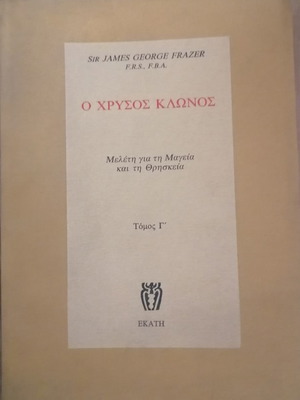 SIR JAMES GEORGE FRAZER
F.R.S., F.B.A.
Ο ΧΡΥΣΟΣ ΚΛΩΝΟΣ
Μελέτη για τη Μαγεία
και τη Θρησκεία
Τόμος Γ΄
ΕΚΑΤΗ